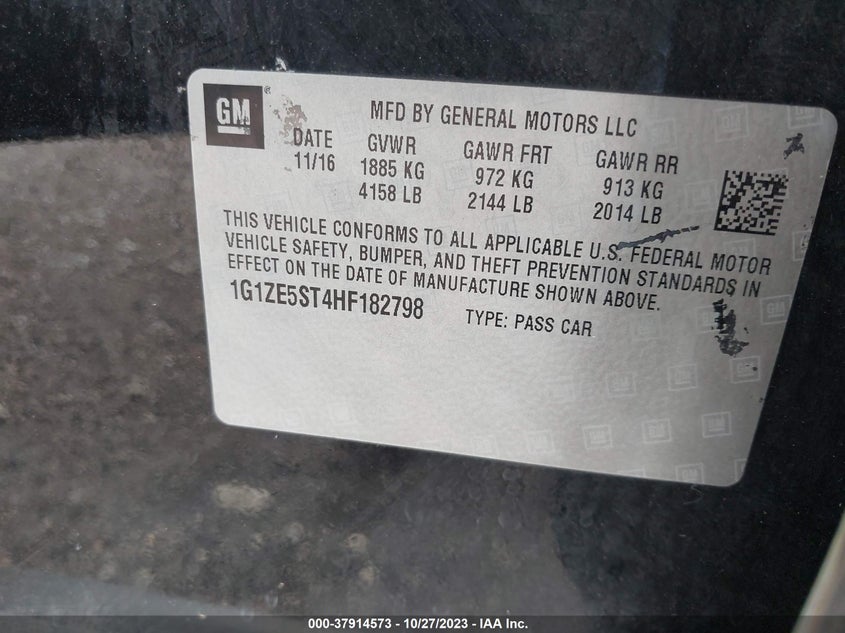 GM
MFD BY GENERAL MOTORS LLC
DATE GVWR GAWR FRT GAWR RR
11/16 1885 KG 972 KG 913 KG
4158 LB 2144 LB 2014 LB
THIS VEHICLE CONFORMS TO ALL APPLICABLE U.S. FEDERAL MOTOR
VEHICLE SAFETY, BUMPER, AND THEFT PREVENTION STANDARDS IN
EFFECT ON THE DATE OF MANUFACTURE SHOWN ABOVE.
1G1ZE5ST4HF182798 TYPE: PASS CAR
000-37914573 - 10/27/2023 - IAA Inc.